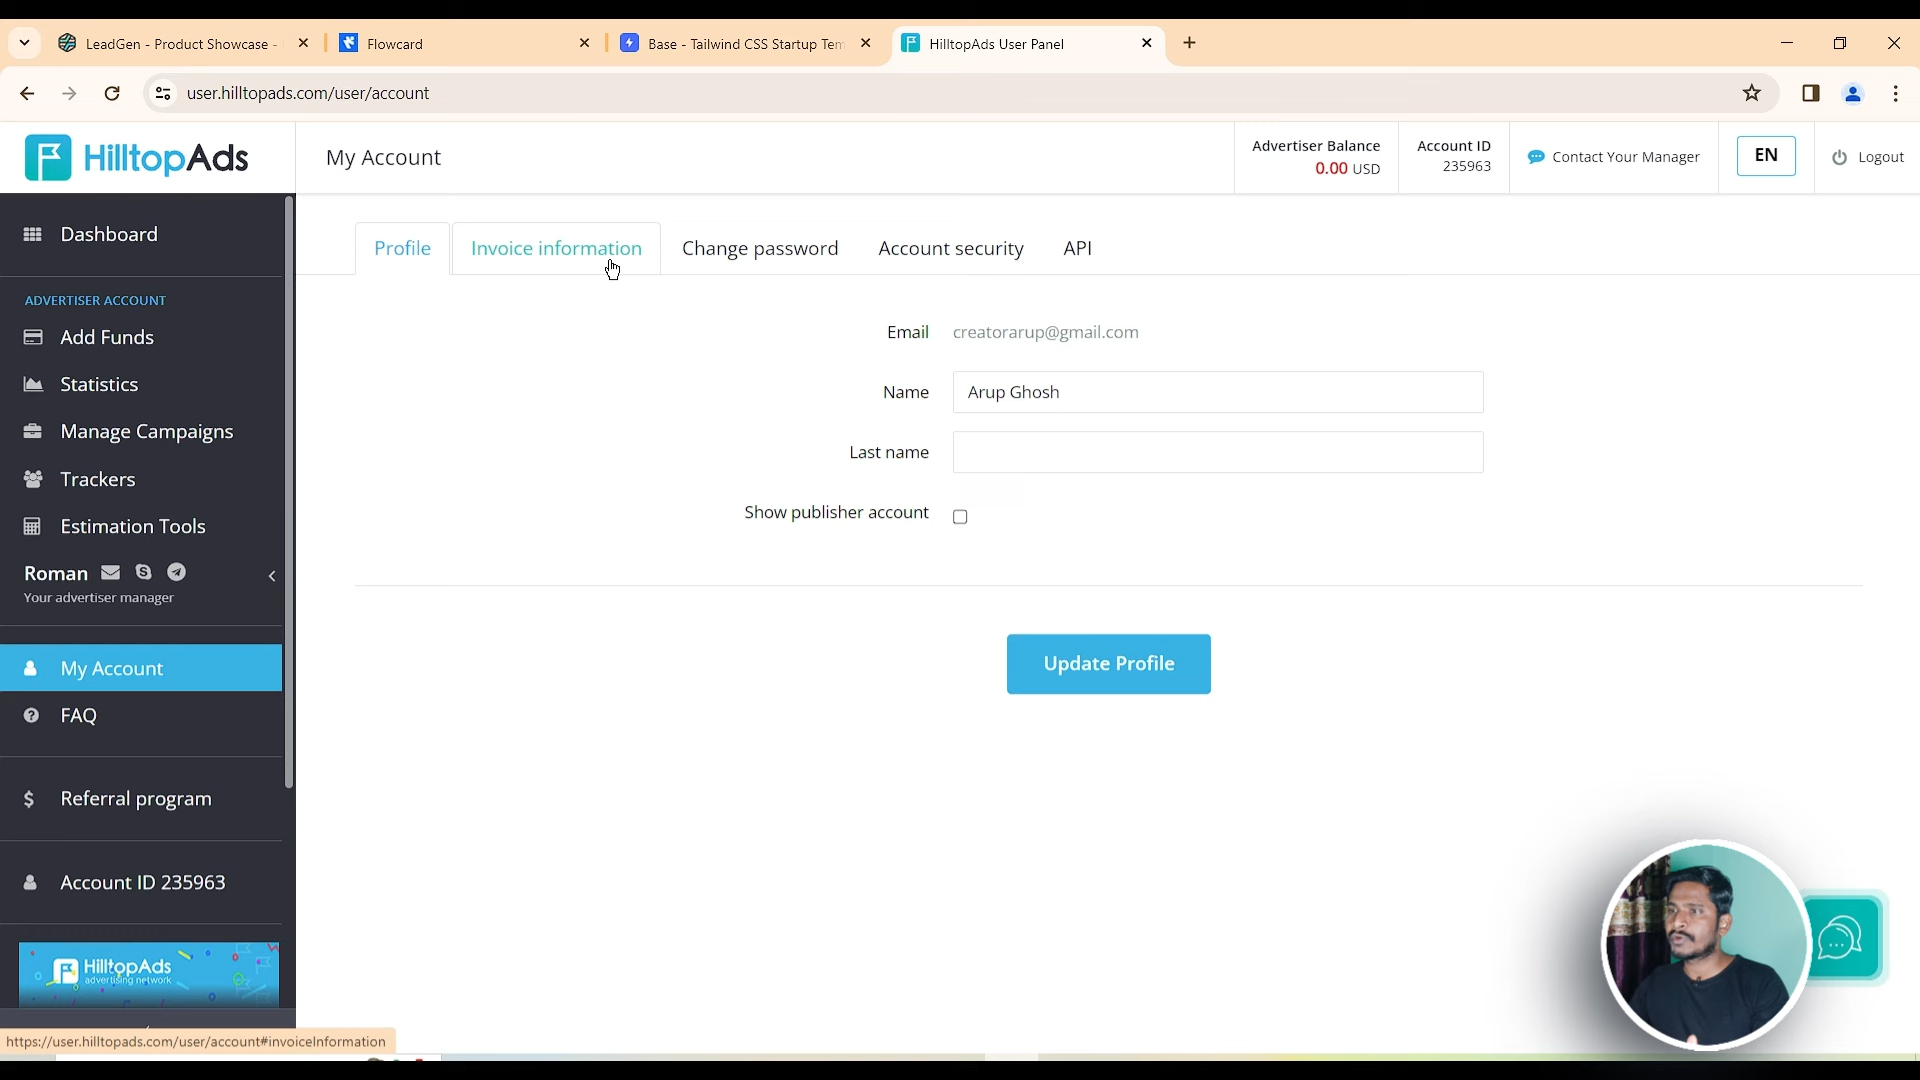 LeadGen - Product Showcase -
Flowcard
Base - Tailwind CSS Startup Tem
HilltopAds User Panel
user.hilltopads.com/user/account
HilltopAds
My Account
Advertiser Balance
0.00 USD
Account ID
235963
Contact Your Manager
EN
Logout
Dashboard
ADVERTISER ACCOUNT
Add Funds
Statistics
Manage Campaigns
Trackers
Estimation Tools
Roman
Your advertiser manager
My Account
FAQ
Referral program
Account ID 235963
HilltopAds
advertising network
Profile
Invoice information
Change password
Account security
API
Email creatorarup@gmail.com
Name Arup Ghosh
Last name
Show publisher account
Update Profile
https://user.hilltopads.com/user/account#invoiceInformation